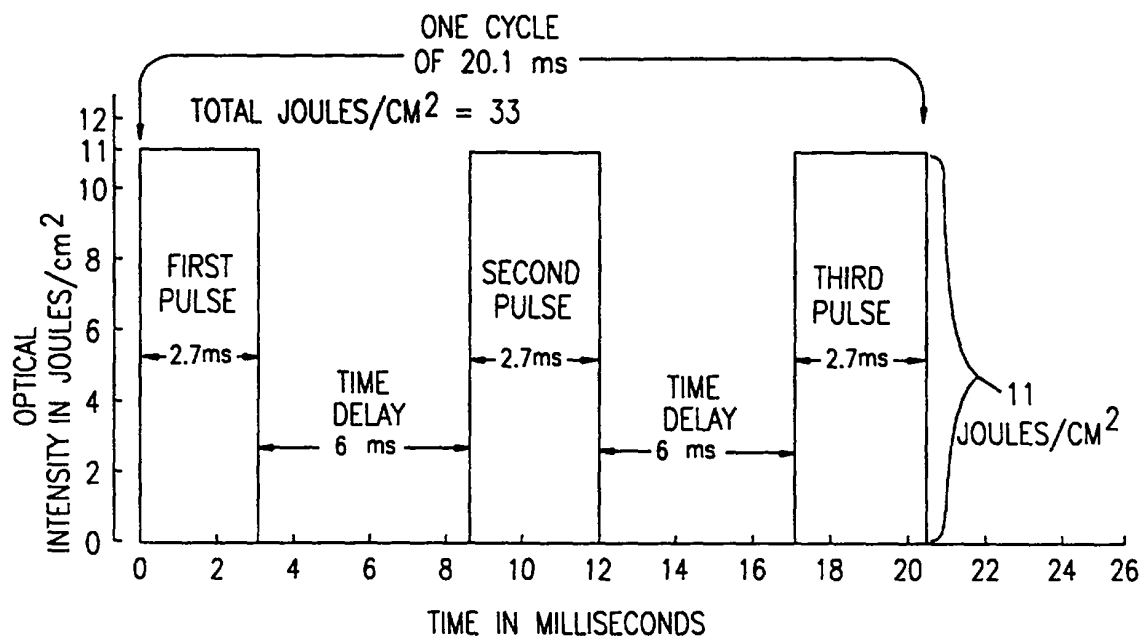 ONE CYCLE
OF 20.1 ms
TOTAL JOULES/CM² = 33
OPTICAL
INTENSITY IN JOULES/cm²
12
11
10
8
6
4
2
0
FIRST
PULSE
2.7ms
TIME
DELAY
6 ms
SECOND
PULSE
2.7ms
TIME
DELAY
6 ms
THIRD
PULSE
2.7ms
11
JOULES/CM²
0 2 4 6 8 10 12 14 16 18 20 22 24 26
TIME IN MILLISECONDS